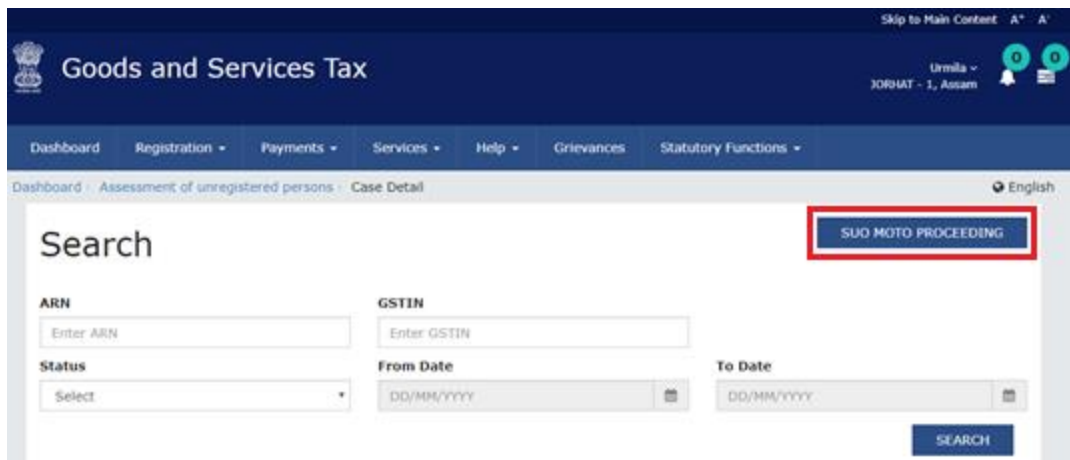 Skip to Main Content A⁺ A⁻
Goods and Services Tax
Urmila
JORHAT - 1, Assam
0
0
Dashboard Registration Payments Services Help Grievances Statutory Functions
Dashboard Assessment of unregistered persons Case Detail
English
Search
SUO MOTO PROCEEDING
ARN GSTIN
Enter ARN Enter GSTIN
Status From Date To Date
Select DD/MM/YYYY DD/MM/YYYY
SEARCH